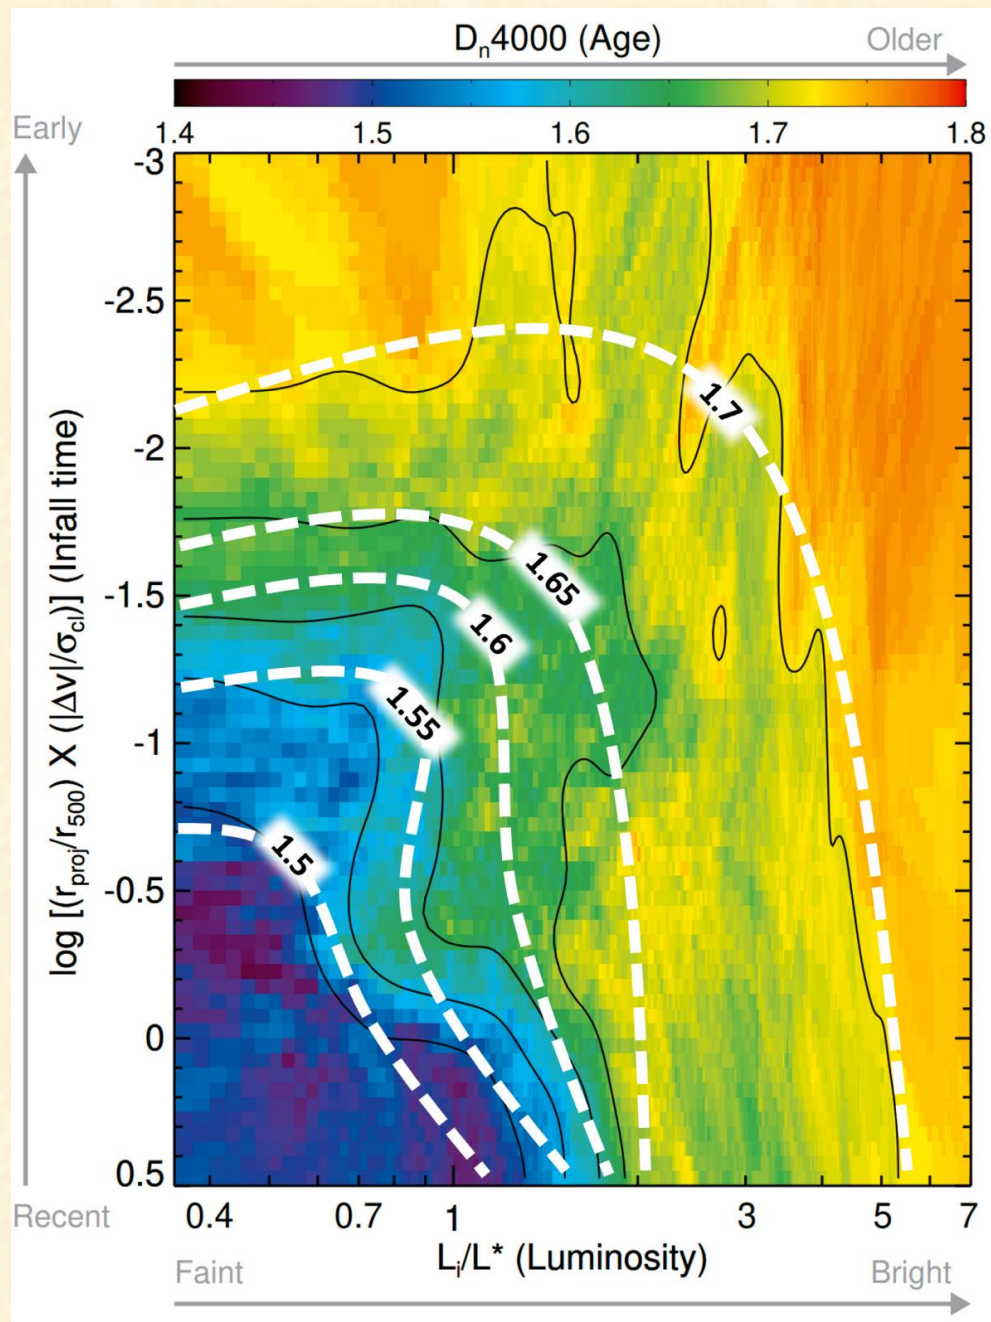 Dn4000 (Age)
Older
1.4 1.5 1.6 1.7 1.8
Early
-3
-2.5
-2
-1.5
-1
-0.5
0
0.5
log [(rproj/r500) X (|Δv|/σcl)] (Infall time)
1.7
1.65
1.6
1.55
1.5
Recent
0.4 0.7 1 3 5 7
Li/L* (Luminosity)
Faint
Bright